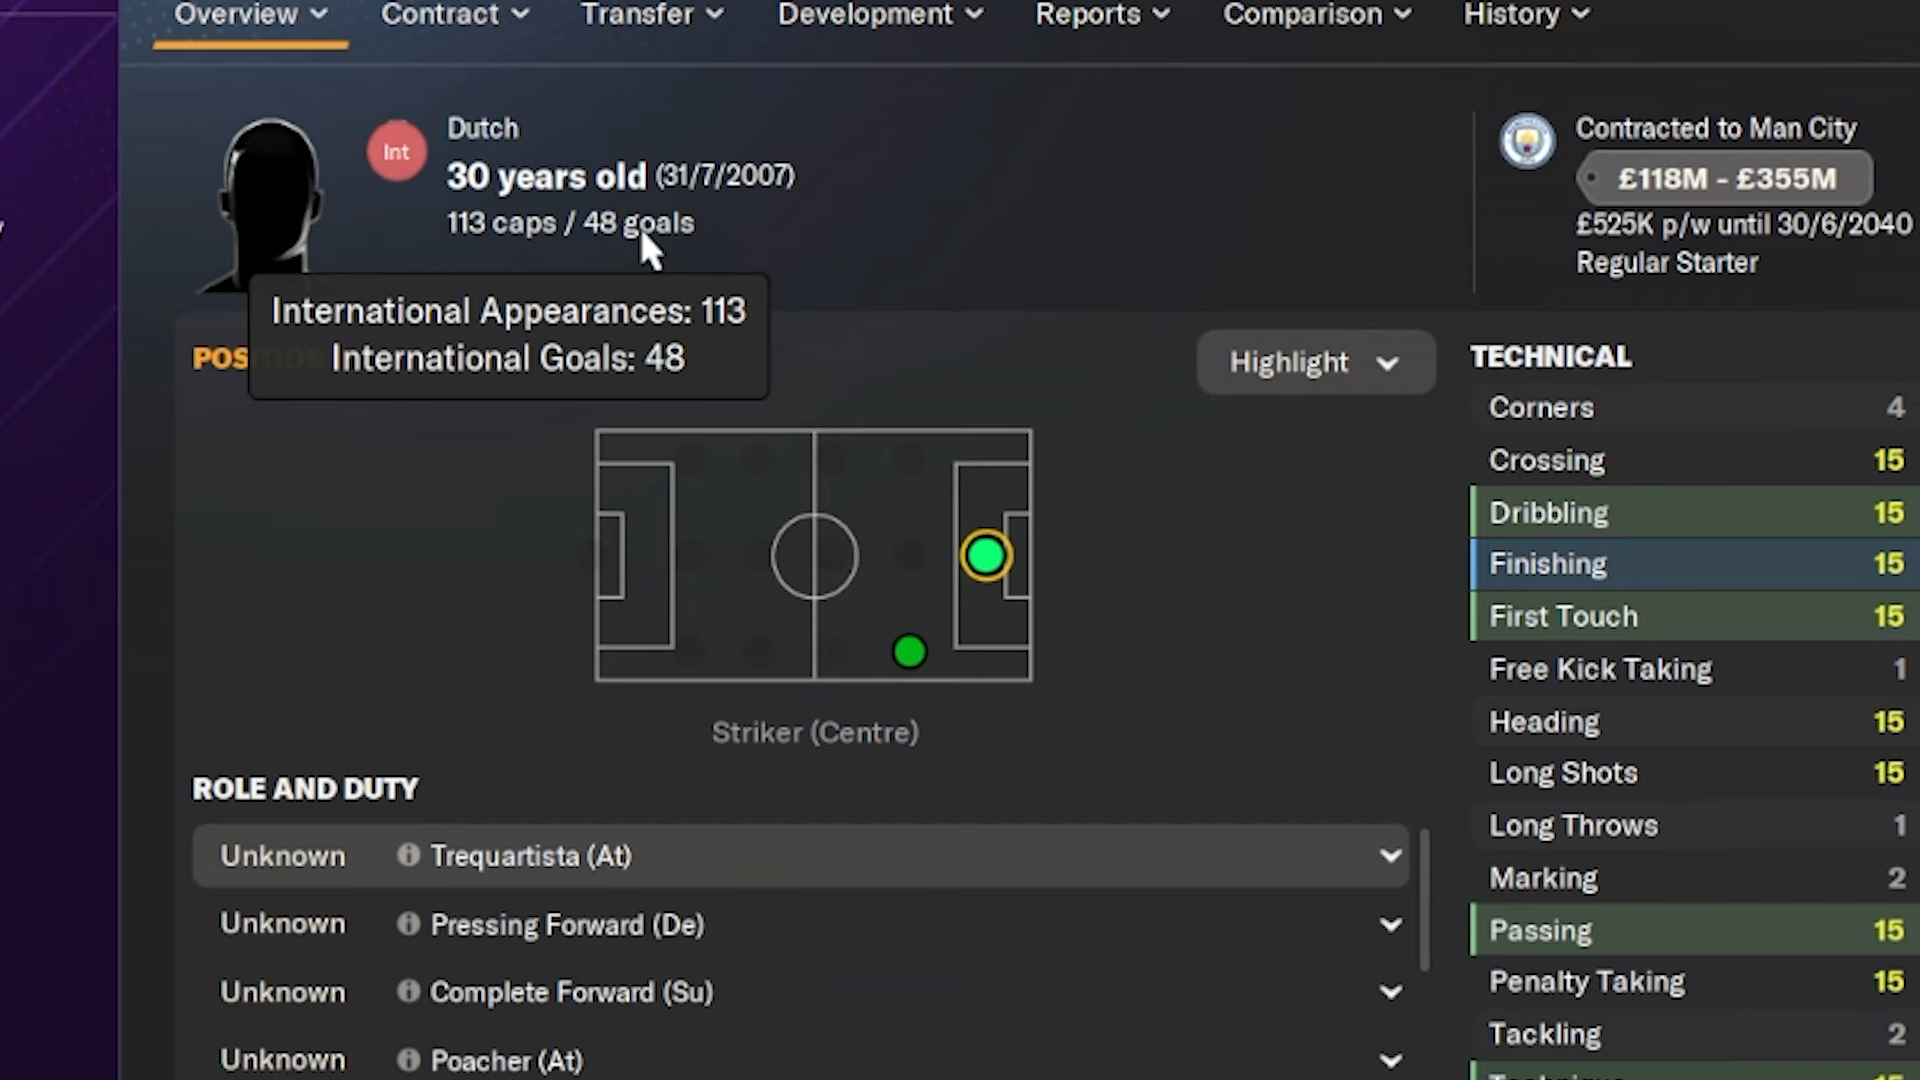 Overview
Contract
Transfer
Development
Reports
Comparison
History
Int
Dutch
30 years old (31/7/2007)
113 caps / 48 goals
Contracted to Man City
£118M - £355M
£525K p/w until 30/6/2040
Regular Starter
International Appearances: 113
International Goals: 48
POSITION
Highlight
Striker (Centre)
ROLE AND DUTY
Unknown Trequartista (At)
Unknown Pressing Forward (De)
Unknown Complete Forward (Su)
Unknown Poacher (At)
TECHNICAL
Corners 4
Crossing 15
Dribbling 15
Finishing 15
First Touch 15
Free Kick Taking 1
Heading 15
Long Shots 15
Long Throws 1
Marking 2
Passing 15
Penalty Taking 15
Tackling 2